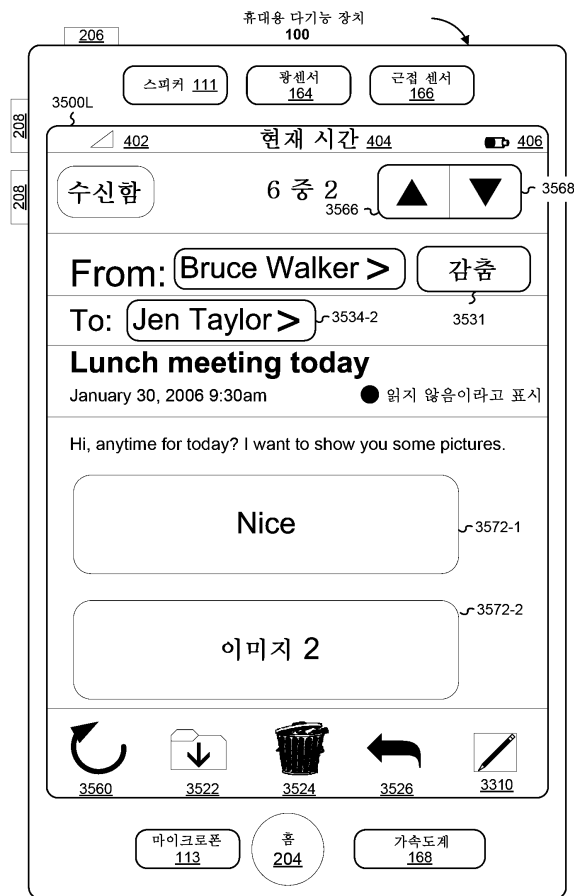 휴대용 다기능 장치
100
206
스피커 111
광센서
164
근접 센서
166
3500L
208
208
402
현재 시간 404
406
수신함
6 중 2
3566
▲
▼
3568
From: Bruce Walker >
감춤
3531
To: Jen Taylor >
3534-2
Lunch meeting today
January 30, 2006 9:30am
● 읽지 않음이라고 표시
Hi, anytime for today? I want to show you some pictures.
Nice
3572-1
3572-2
이미지 2
3560
3522
3524
3526
3310
마이크로폰
113
홈
204
가속도계
168